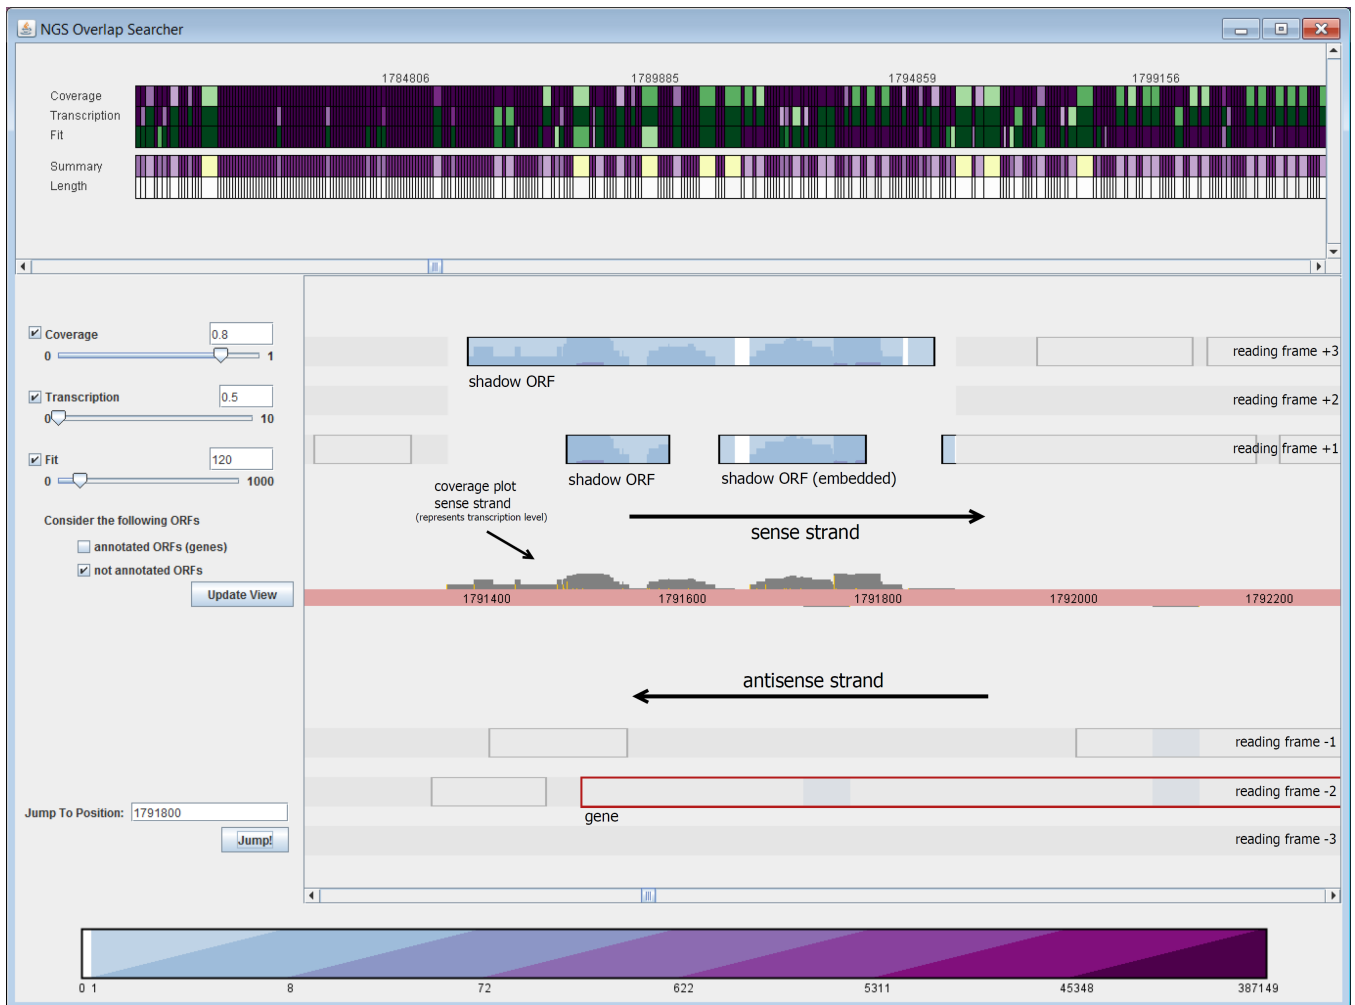 NGS Overlap Searcher
1784806 1789885 1794859 1799156
Coverage
Transcription
Fit
Summary
Length
Coverage 0.8
0 1
Transcription 0.5
0 10
Fit 120
0 1000
Consider the following ORFs
annotated ORFs (genes)
not annotated ORFs
Update View
Jump To Position: 1791800
Jump!
reading frame +3
shadow ORF
reading frame +2
reading frame +1
shadow ORF
shadow ORF (embedded)
coverage plot
sense strand
(represents transcription level)
sense strand
1791400 1791600 1791800 1792000 1792200
antisense strand
reading frame -1
reading frame -2
gene
reading frame -3
0 1 8 72 622 5311 45348 387149